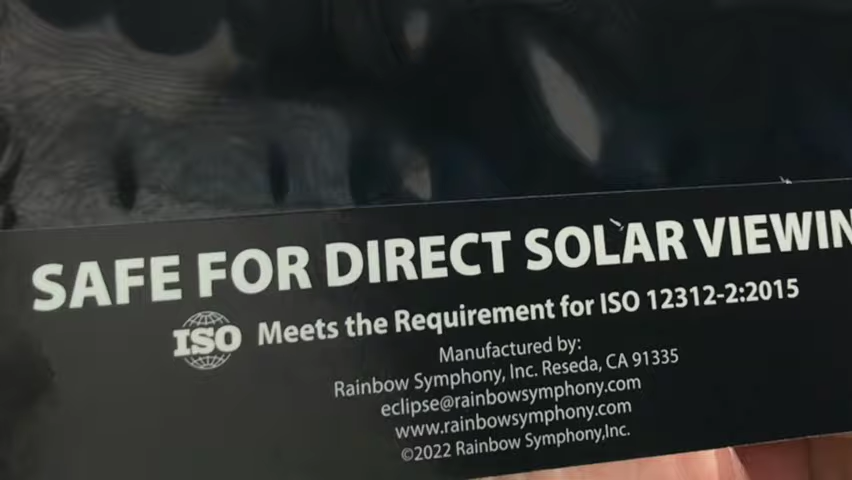 SAFE FOR DIRECT SOLAR VIEWIN
ISO Meets the Requirement for ISO 12312-2:2015
Manufactured by:
Rainbow Symphony, Inc. Reseda, CA 91335
eclipse@rainbowsymphony.com
www.rainbowsymphony.com
©2022 Rainbow Symphony,Inc.